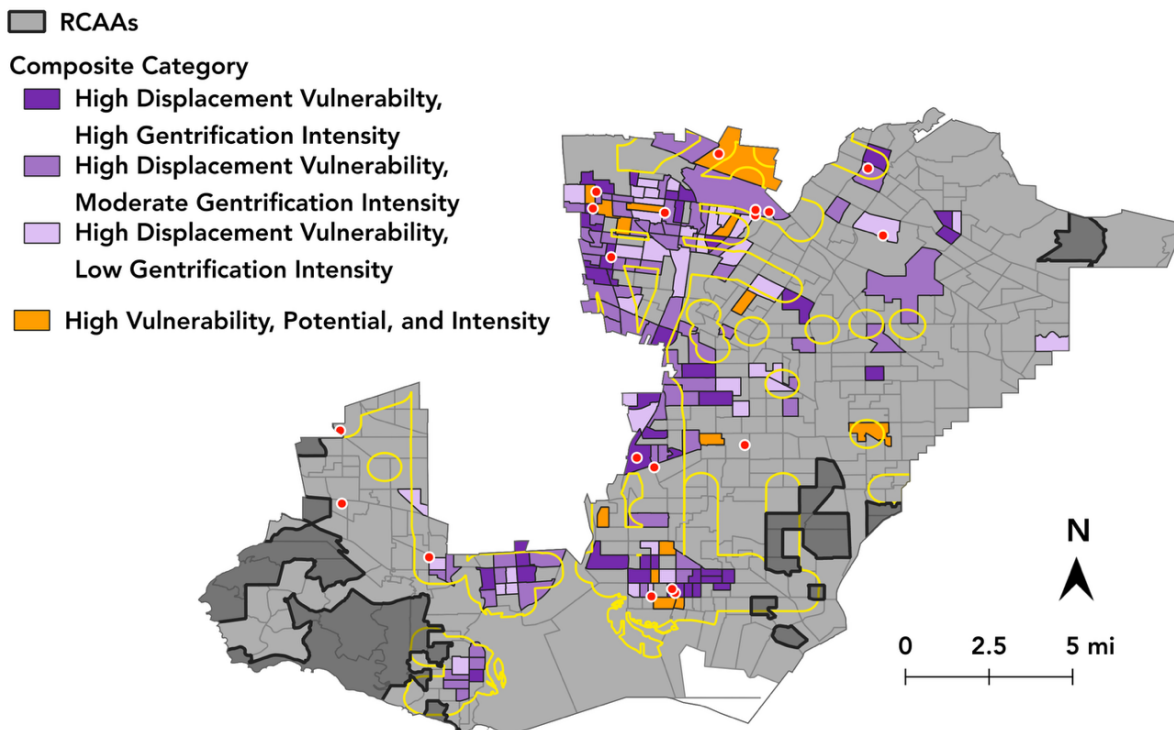 RCAAs
Composite Category
High Displacement Vulnerabilty,
High Gentrification Intensity
High Displacement Vulnerability,
Moderate Gentrification Intensity
High Displacement Vulnerability,
Low Gentrification Intensity
High Vulnerability, Potential, and Intensity
N
0 2.5 5 mi